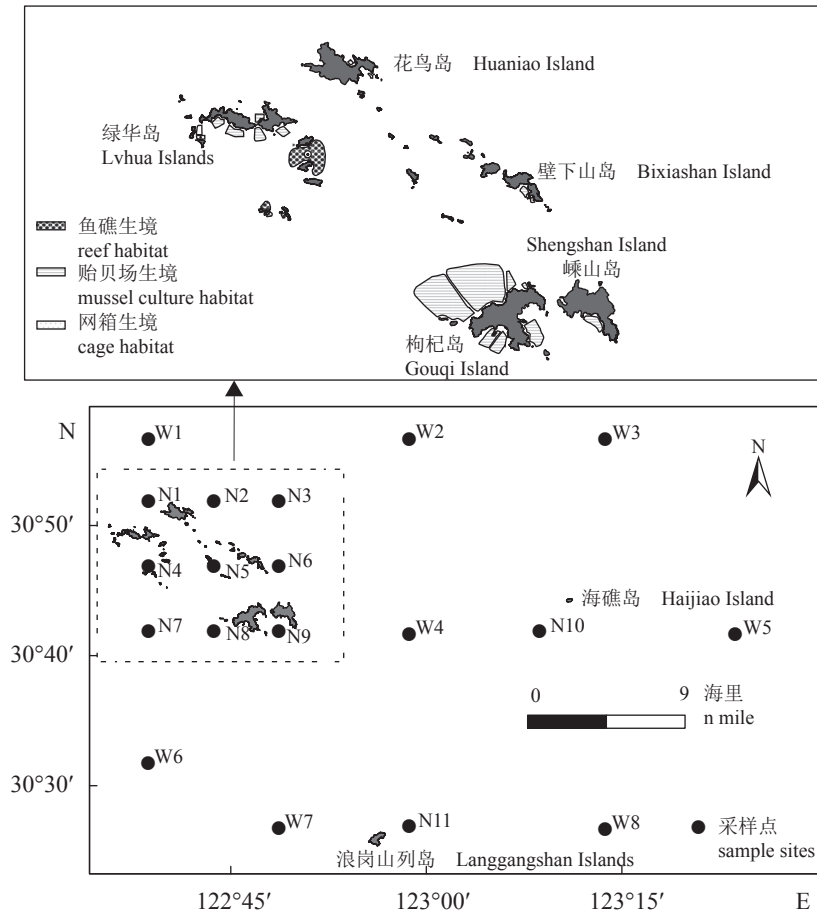 花鸟岛 Huaniao Island
绿华岛
Lvhua Islands
壁下山岛 Bixiashan Island
鱼礁生境
reef habitat
贻贝场生境
mussel culture habitat
网箱生境
cage habitat
Shengshan Island
嵊山岛
枸杞岛
Gouqi Island
N
W1
W2
W3
N
N1
N2
N3
30°50′
N4
N5
N6
海礁岛 Haijiao Island
N7
N8
N9
W4
N10
W5
30°40′
0
9
海里
n mile
W6
30°30′
W7
N11
W8
采样点
sample sites
浪岗山列岛 Langgangshan Islands
122°45′
123°00′
123°15′
E